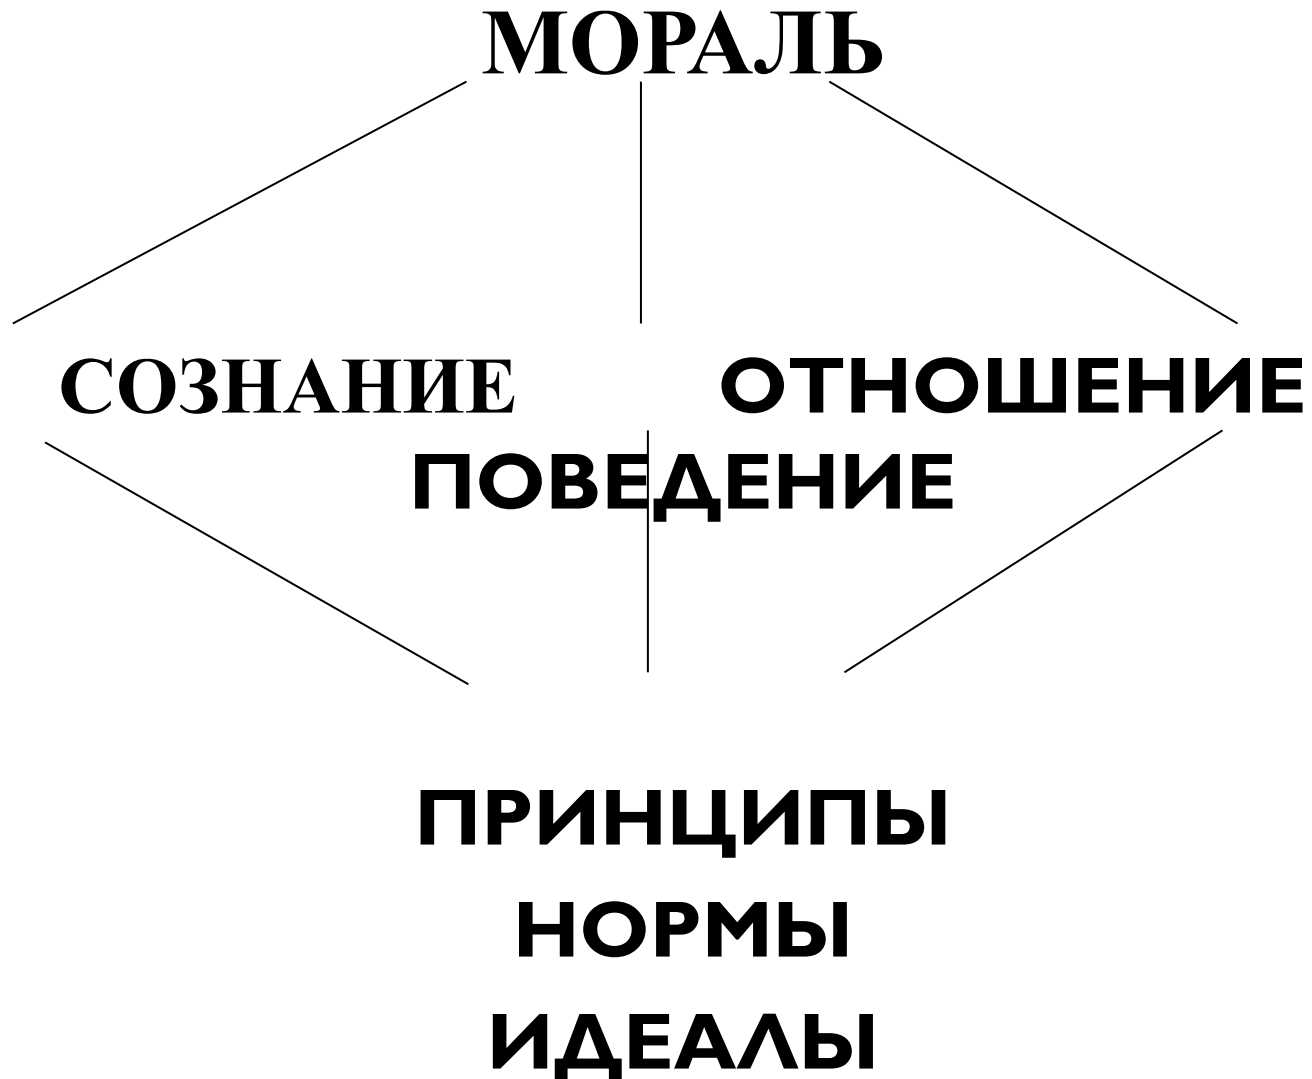 МОРАЛЬ
СОЗНАНИЕ ОТНОШЕНИЕ
ПОВЕДЕНИЕ
ПРИНЦИПЫ
НОРМЫ
ИДЕАЛЫ